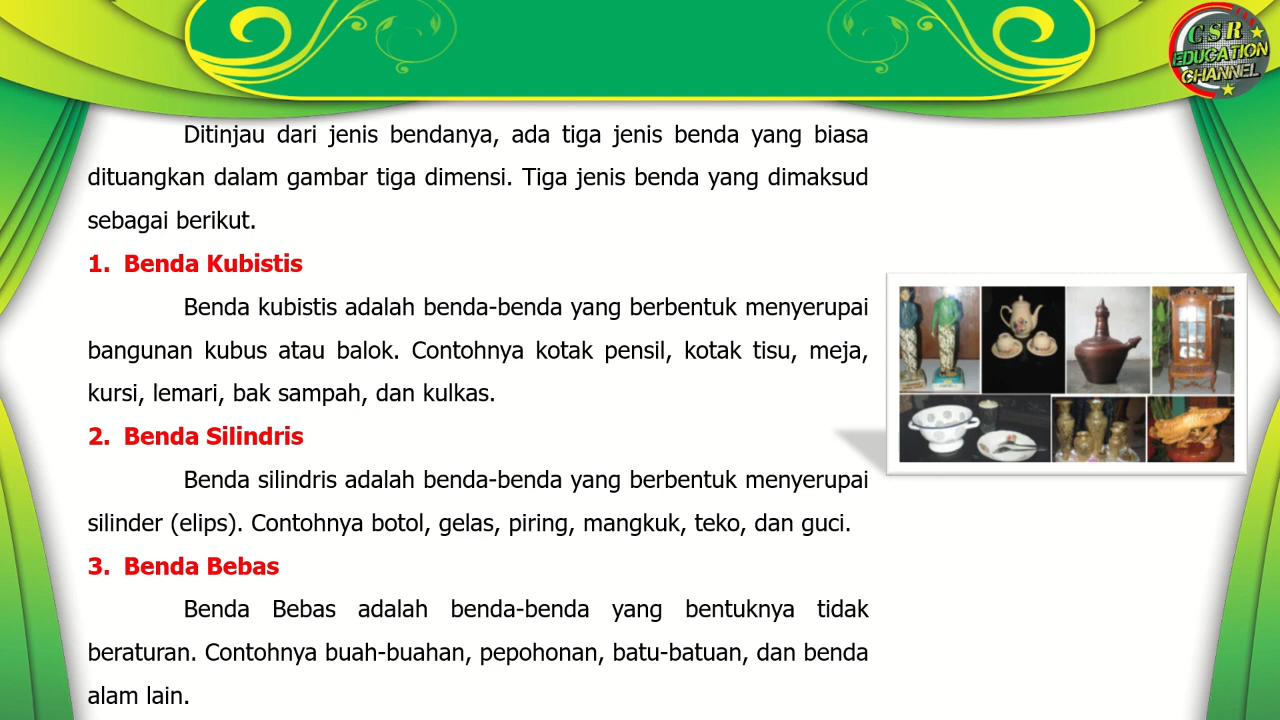 CSR
EDUCATION
CHANNEL
Ditinjau dari jenis bendanya, ada tiga jenis benda yang biasa
dituangkan dalam gambar tiga dimensi. Tiga jenis benda yang dimaksud
sebagai berikut.
1. Benda Kubistis
Benda kubistis adalah benda-benda yang berbentuk menyerupai
bangunan kubus atau balok. Contohnya kotak pensil, kotak tisu, meja,
kursi, lemari, bak sampah, dan kulkas.
2. Benda Silindris
Benda silindris adalah benda-benda yang berbentuk menyerupai
silinder (elips). Contohnya botol, gelas, piring, mangkuk, teko, dan guci.
3. Benda Bebas
Benda Bebas adalah benda-benda yang bentuknya tidak
beraturan. Contohnya buah-buahan, pepohonan, batu-batuan, dan benda
alam lain.